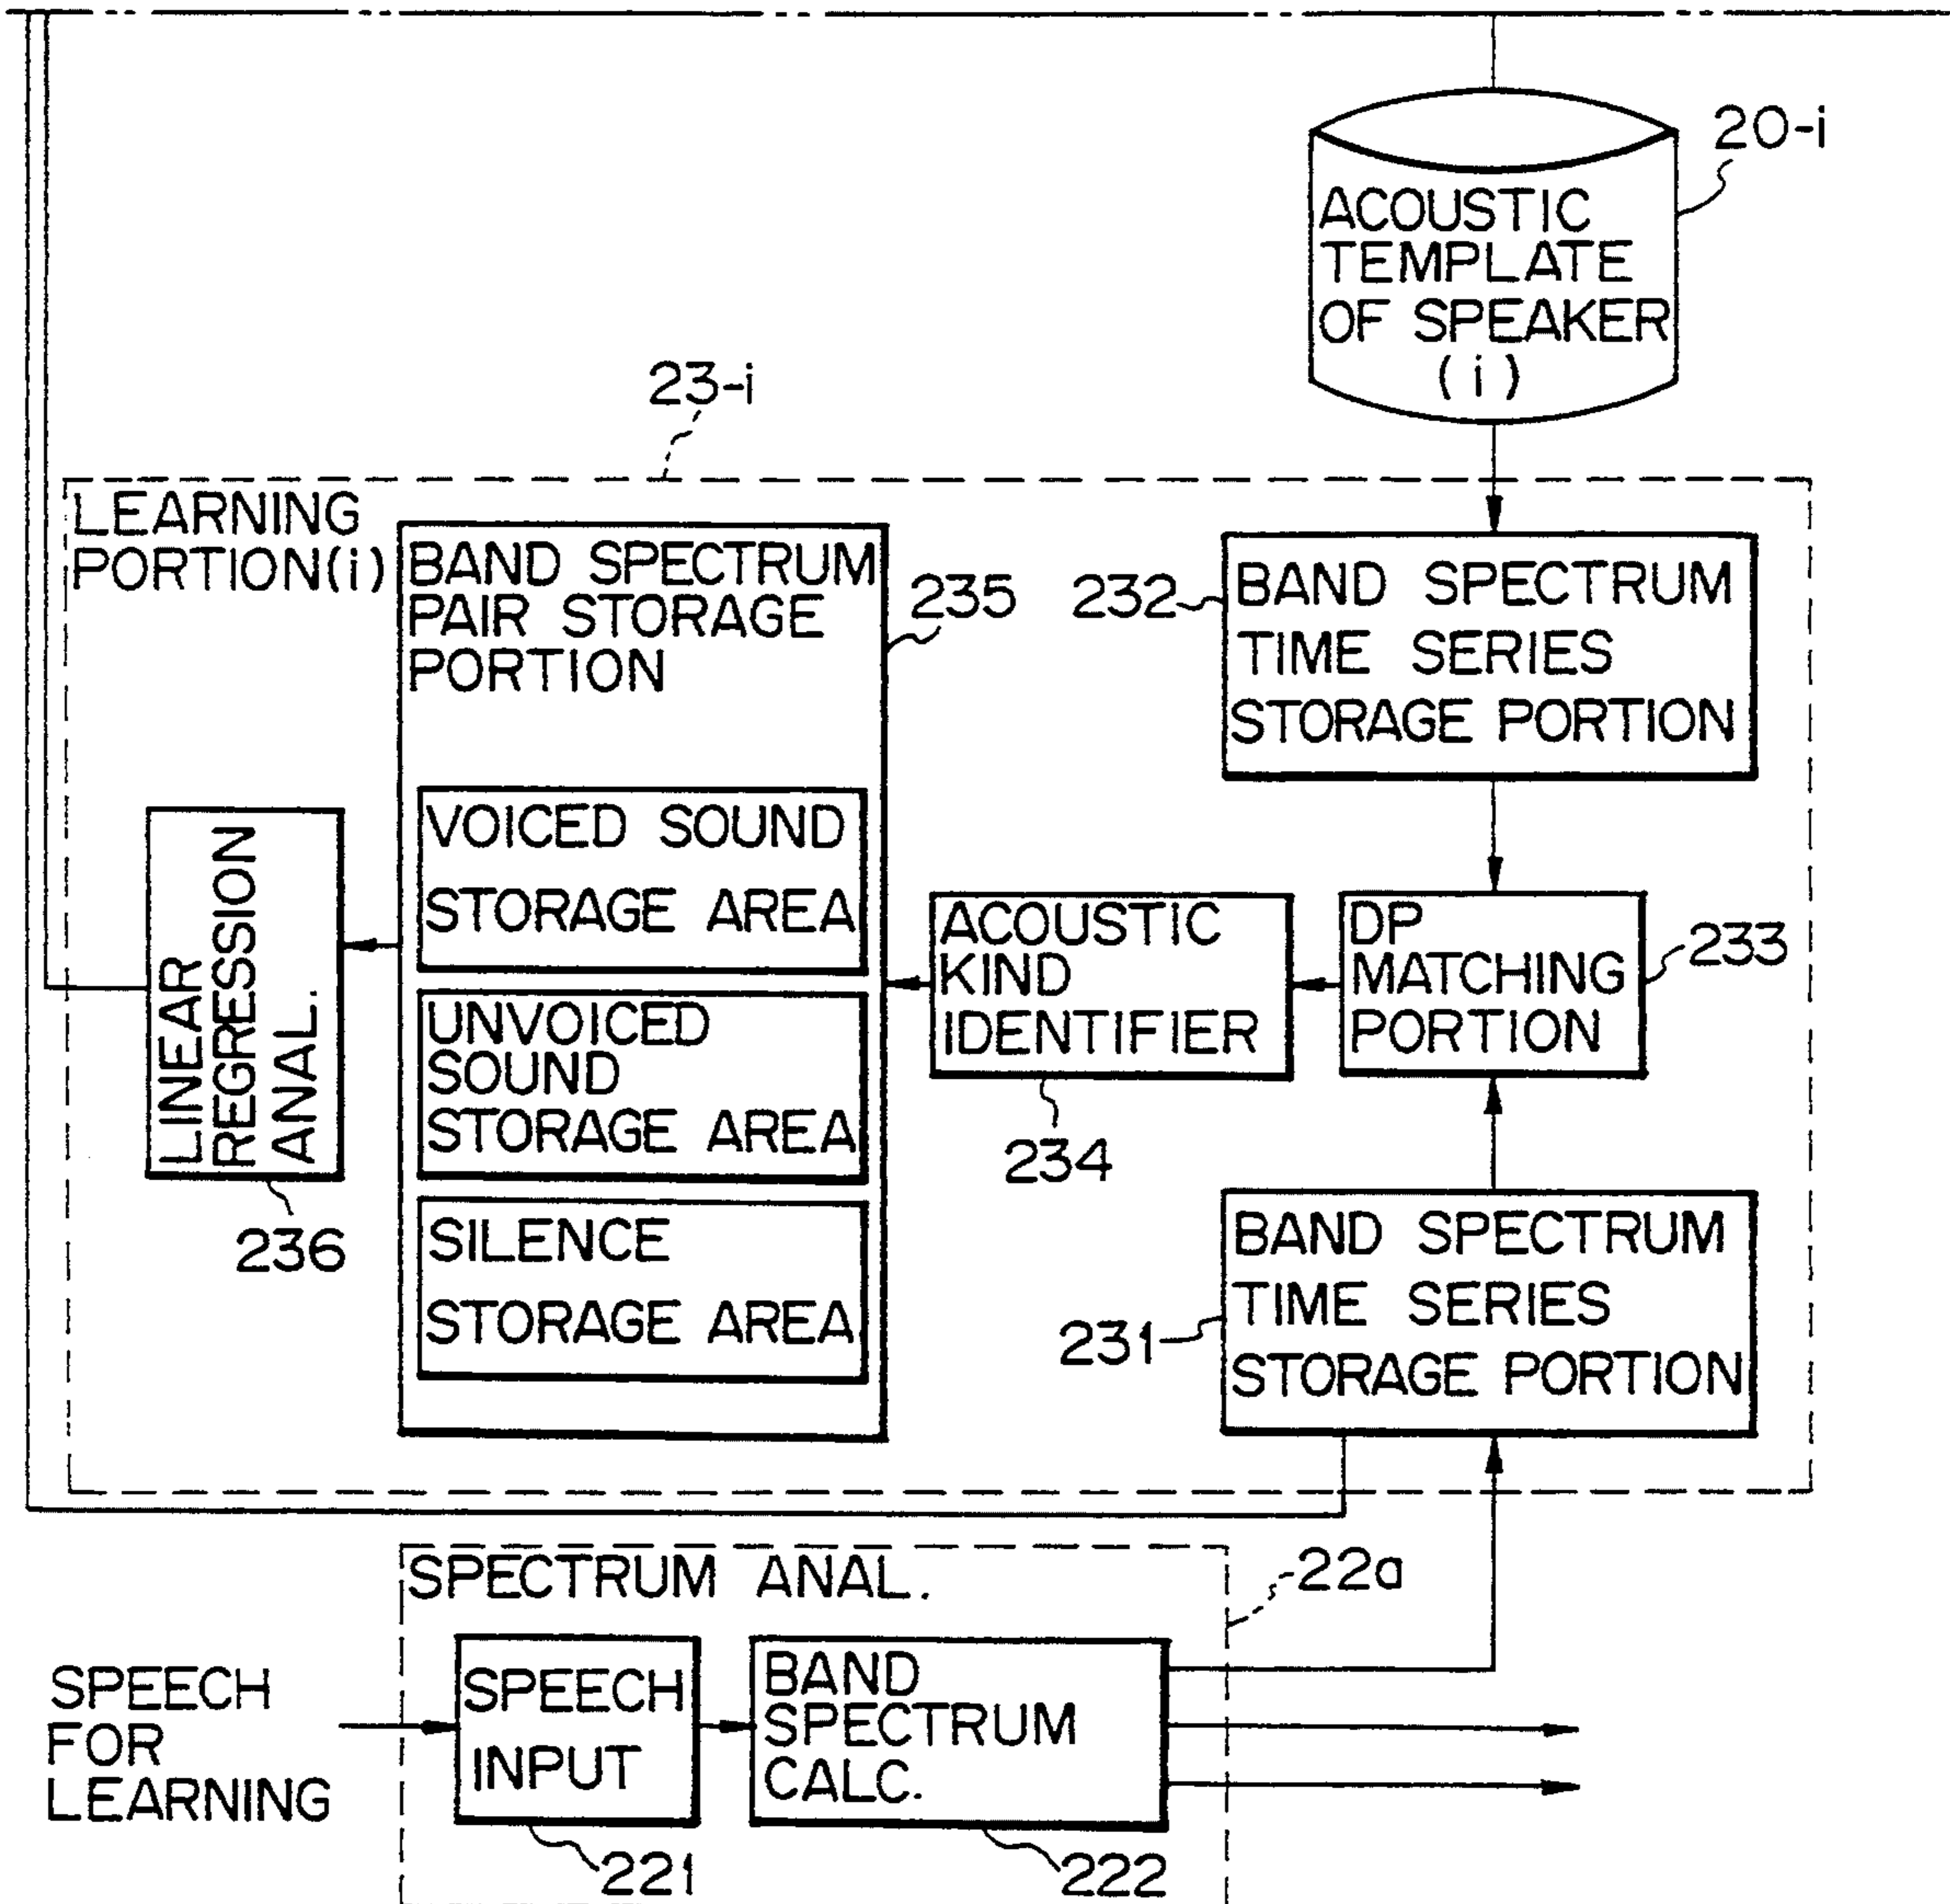 20-i
ACOUSTIC
TEMPLATE
OF SPEAKER
(i)
23-i
LEARNING
PORTION(i)
BAND SPECTRUM
PAIR STORAGE
PORTION
235
232
BAND SPECTRUM
TIME SERIES
STORAGE PORTION
LINEAR
REGRESSION
ANAL.
236
VOICED SOUND
STORAGE AREA
UNVOICED
SOUND
STORAGE AREA
SILENCE
STORAGE AREA
ACOUSTIC
KIND
IDENTIFIER
234
DP
MATCHING
PORTION
233
231
BAND SPECTRUM
TIME SERIES
STORAGE PORTION
SPECTRUM ANAL.
22a
SPEECH
FOR
LEARNING
SPEECH
INPUT
221
BAND
SPECTRUM
CALC.
222